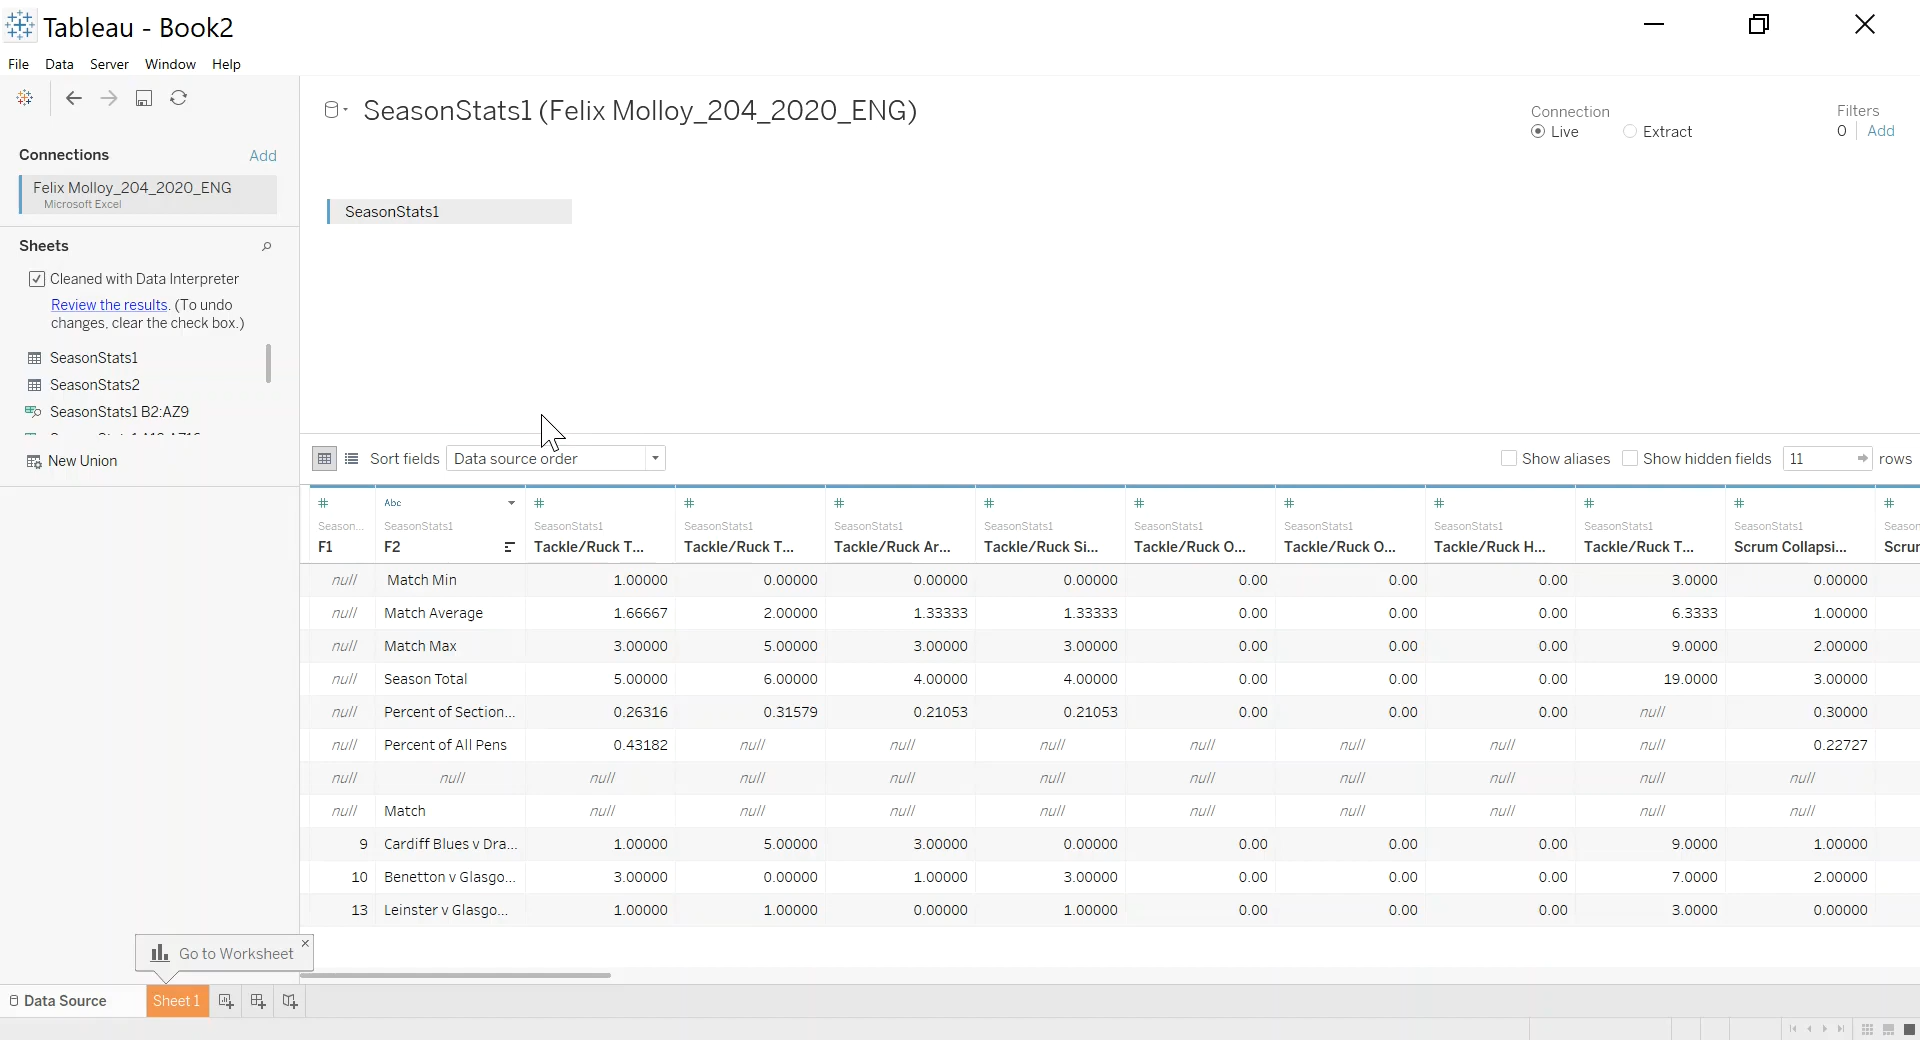 Tableau - Book2
File Data Server Window Help
SeasonStats1 (Felix Molloy_204_2020_ENG)
Connection
Live Extract
Filters
0 Add
Connections Add
Felix Molloy_204_2020_ENG
Microsoft Excel
SeasonStats1
Sheets
Cleaned with Data Interpreter
Review the results. (To undo
changes, clear the check box.)
SeasonStats1
SeasonStats2
SeasonStats1 B2:AZ9
New Union
Sort fields Data source order Show aliases Show hidden fields 11 rows
# Abc # # # # # # # # # #
Season... SeasonStats1 SeasonStats1 SeasonStats1 SeasonStats1 SeasonStats1 SeasonStats1 SeasonStats1 SeasonStats1 SeasonStats1 SeasonStats1 Season
F1 F2 Tackle/Ruck T... Tackle/Ruck T... Tackle/Ruck Ar... Tackle/Ruck Si... Tackle/Ruck O... Tackle/Ruck O... Tackle/Ruck H... Tackle/Ruck T... Scrum Collapsi... Scrum
null Match Min 1.00000 0.00000 0.00000 0.00000 0.00 0.00 0.00 3.0000 0.00000
null Match Average 1.66667 2.00000 1.33333 1.33333 0.00 0.00 0.00 6.3333 1.00000
null Match Max 3.00000 5.00000 3.00000 3.00000 0.00 0.00 0.00 9.0000 2.00000
null Season Total 5.00000 6.00000 4.00000 4.00000 0.00 0.00 0.00 19.0000 3.00000
null Percent of Section... 0.26316 0.31579 0.21053 0.21053 0.00 0.00 0.00 null 0.30000
null Percent of All Pens 0.43182 null null null null null null null 0.22727
null null null null null null null null null null null
null Match null null null null null null null null null
9 Cardiff Blues v Dra... 1.00000 5.00000 3.00000 0.00000 0.00 0.00 0.00 9.0000 1.00000
10 Benetton v Glasgo... 3.00000 0.00000 1.00000 3.00000 0.00 0.00 0.00 7.0000 2.00000
13 Leinster v Glasgo... 1.00000 1.00000 0.00000 1.00000 0.00 0.00 0.00 3.0000 0.00000
Go to Worksheet
Data Source Sheet 1